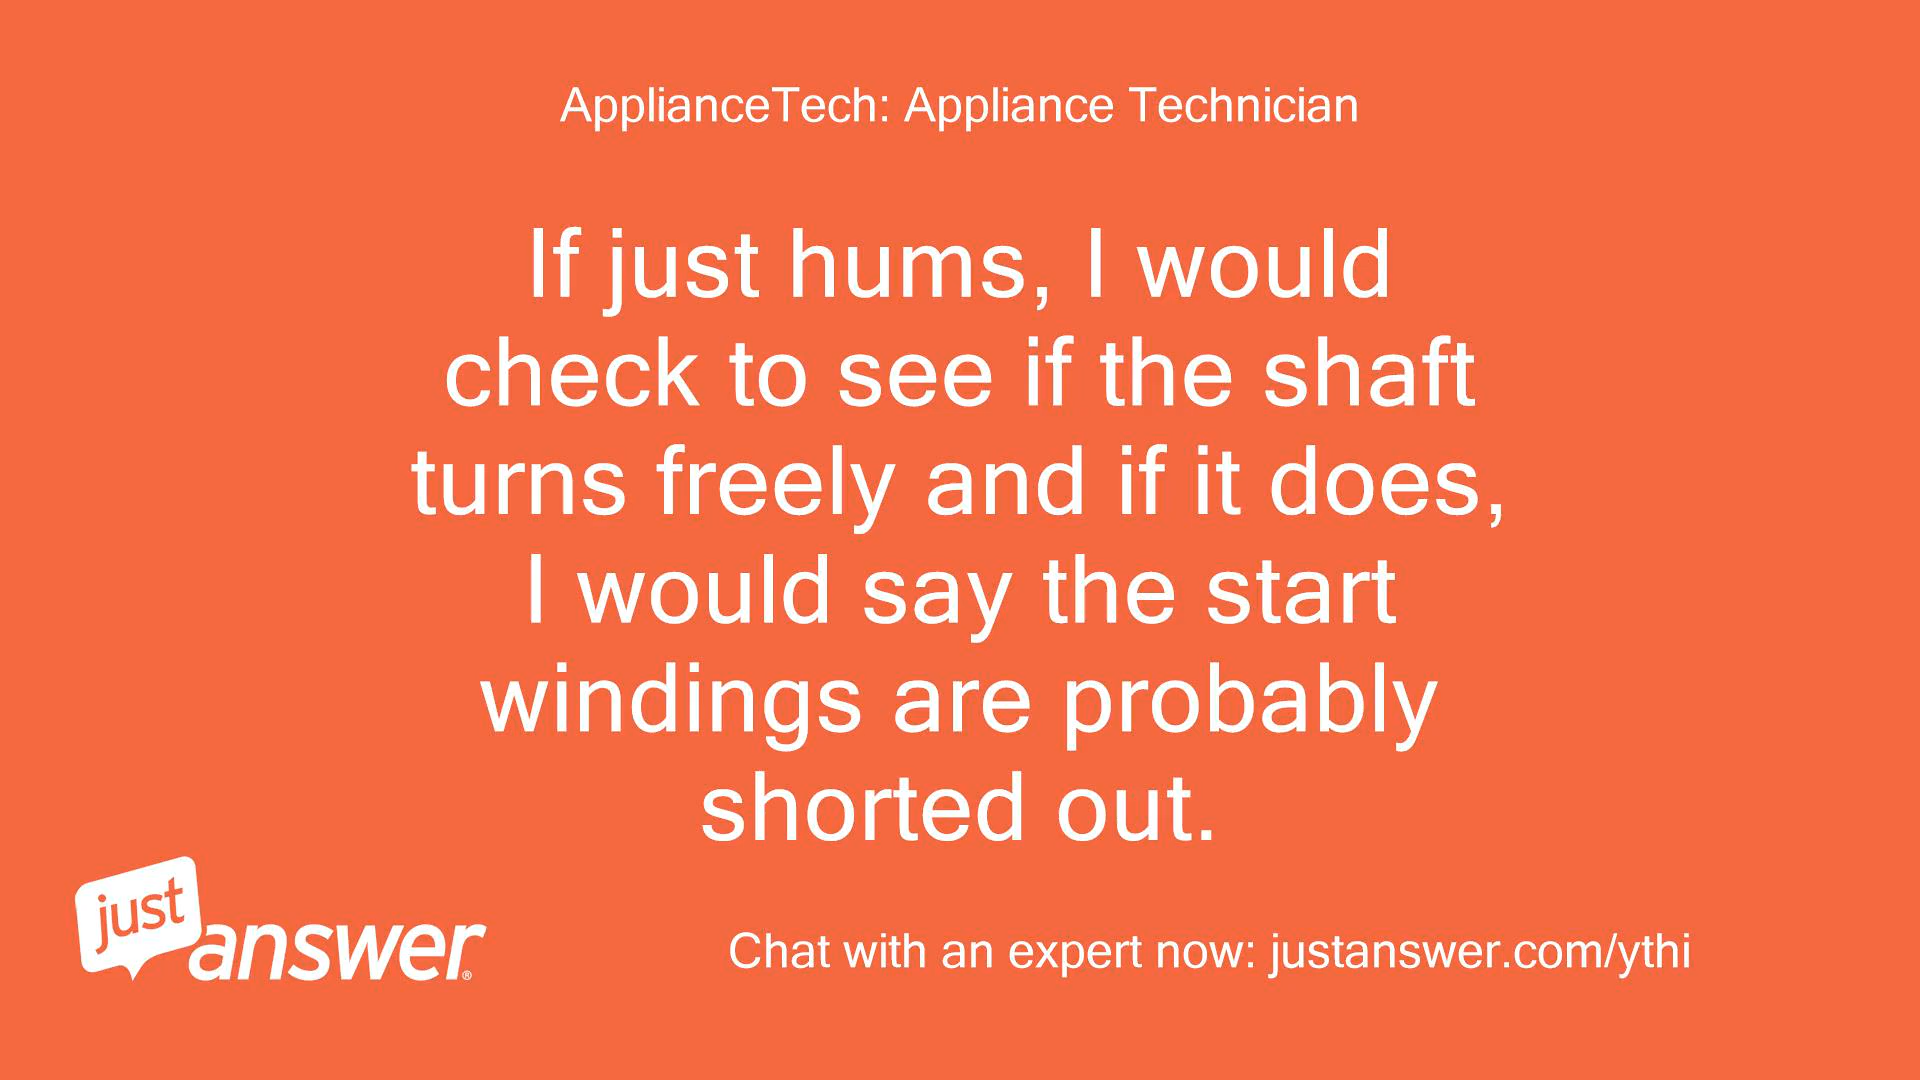 ApplianceTech: Appliance Technician
If just hums, I would
check to see if the shaft
turns freely and if it does,
I would say the start
windings are probably
shorted out.
just
answer®
Chat with an expert now: justanswer.com/ythi